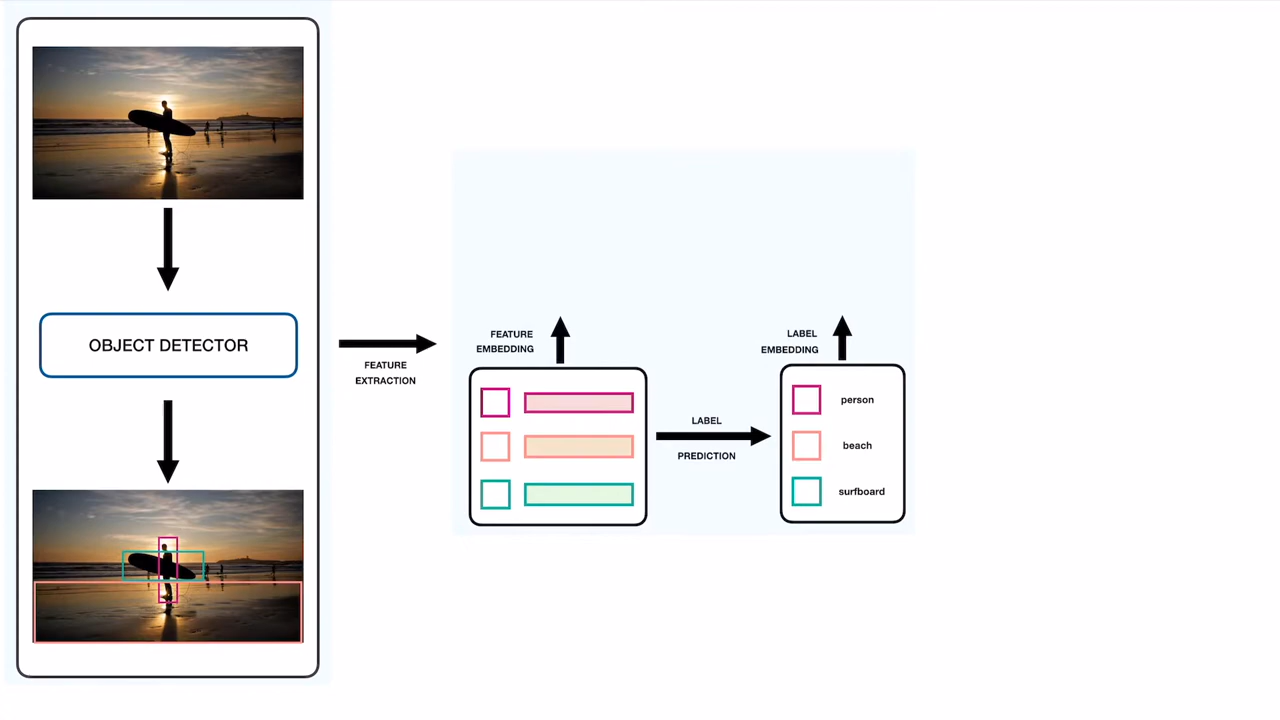 OBJECT DETECTOR
FEATURE
EXTRACTION
FEATURE
EMBEDDING
LABEL
PREDICTION
LABEL
EMBEDDING
person
beach
surfboard